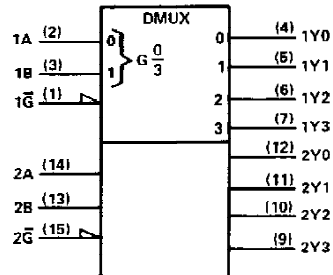 DMUX
1A (2) 0 } G 0/3 0 (4) 1Y0
1B (3) 1 1 (5) 1Y1
1G̅ (1) 2 (6) 1Y2
3 (7) 1Y3
(12) 2Y0
2A (14) (11) 2Y1
2B (13) (10) 2Y2
2G̅ (15) (9) 2Y3